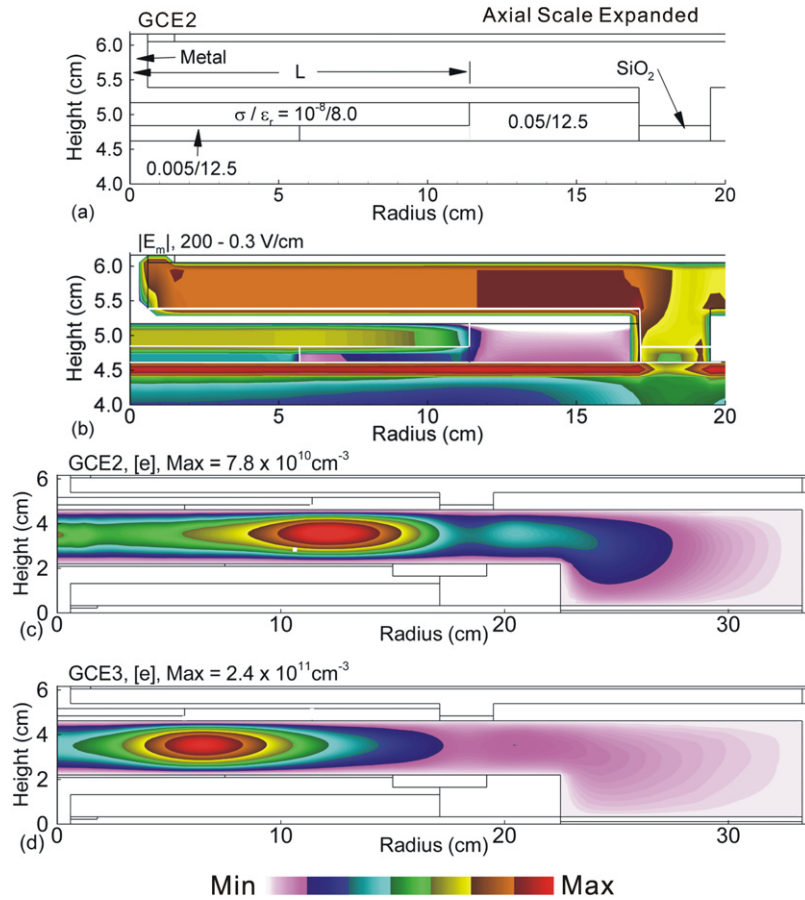 GCE2 Axial Scale Expanded
6.0
Metal
L
SiO₂
5.5
5.0
σ / εᵣ = 10⁻⁸/8.0 0.05/12.5
4.5
0.005/12.5
4.0
Height (cm)
0 5 10 15 20
(a) Radius (cm)
|Eₘ|, 200 - 0.3 V/cm
6.0
5.5
5.0
4.5
4.0
Height (cm)
0 5 10 15 20
(b) Radius (cm)
GCE2, [e], Max = 7.8 x 10¹⁰cm⁻³
6
4
2
0
Height (cm)
0 10 20 30
(c) Radius (cm)
GCE3, [e], Max = 2.4 x 10¹¹cm⁻³
6
4
2
0
Height (cm)
0 10 20 30
(d) Radius (cm)
Min Max